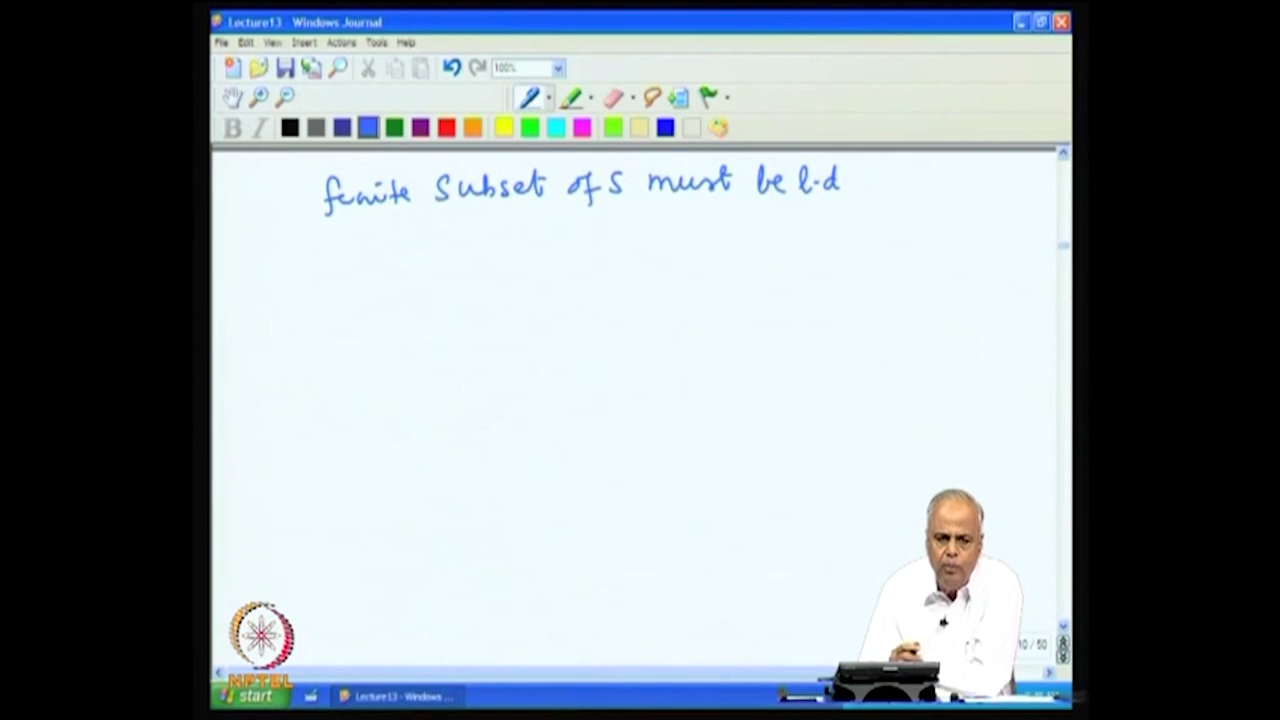 Lecture13 - Windows Journal
File Edit View Insert Actions Tools Help
100%
B I
finite Subset of S must be l.d
10 / 50
NPTEL
start Lecture13 - Windows ...